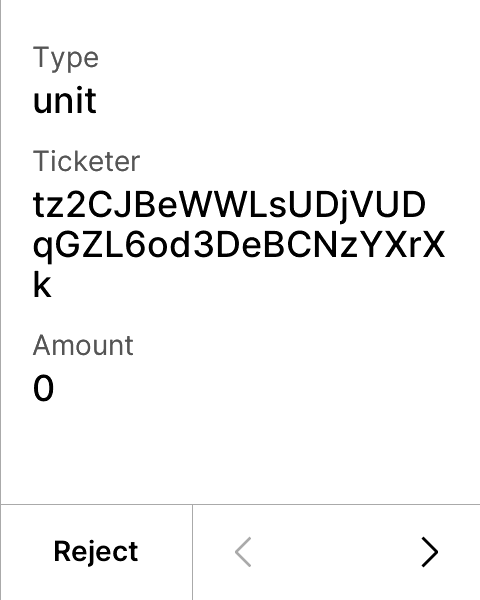 Type
unit
Ticketer
tz2CJBeWWLsUDjVUD
qGZL6od3DeBCNzYXrX
k
Amount
0
Reject